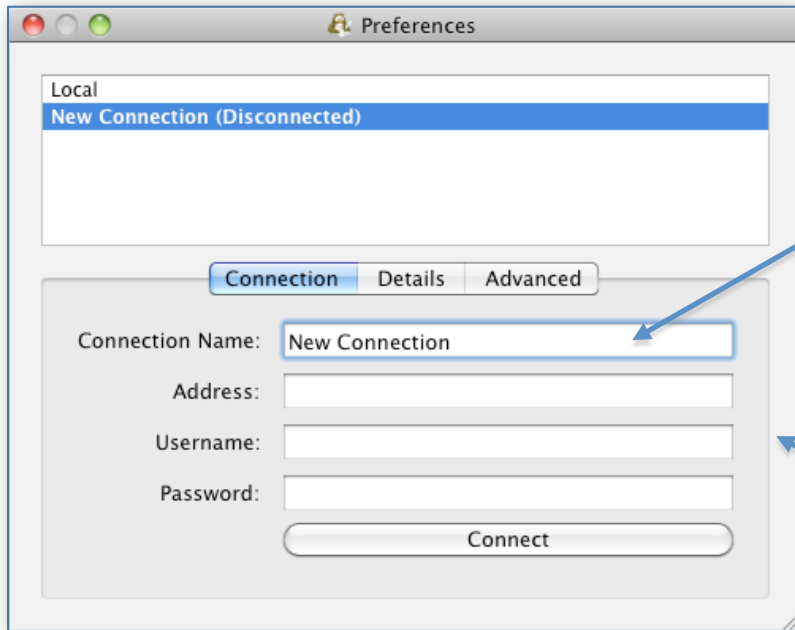 Preferences
Local
New Connection (Disconnected)
Connection Details Advanced
Connection Name: New Connection
Address:
Username:
Password:
Connect